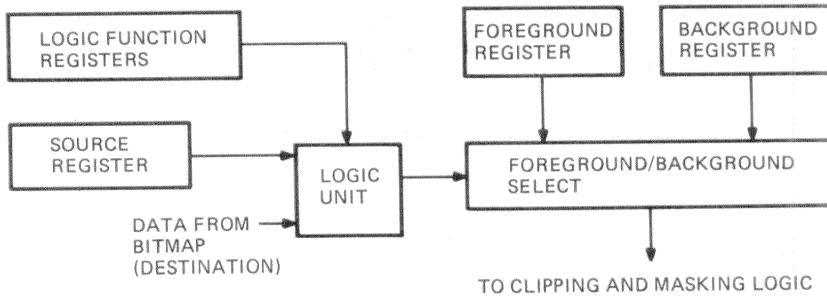 LOGIC FUNCTION
REGISTERS
FOREGROUND
REGISTER
BACKGROUND
REGISTER
SOURCE
REGISTER
LOGIC
UNIT
FOREGROUND/BACKGROUND
SELECT
DATA FROM
BITMAP
(DESTINATION)
TO CLIPPING AND MASKING LOGIC